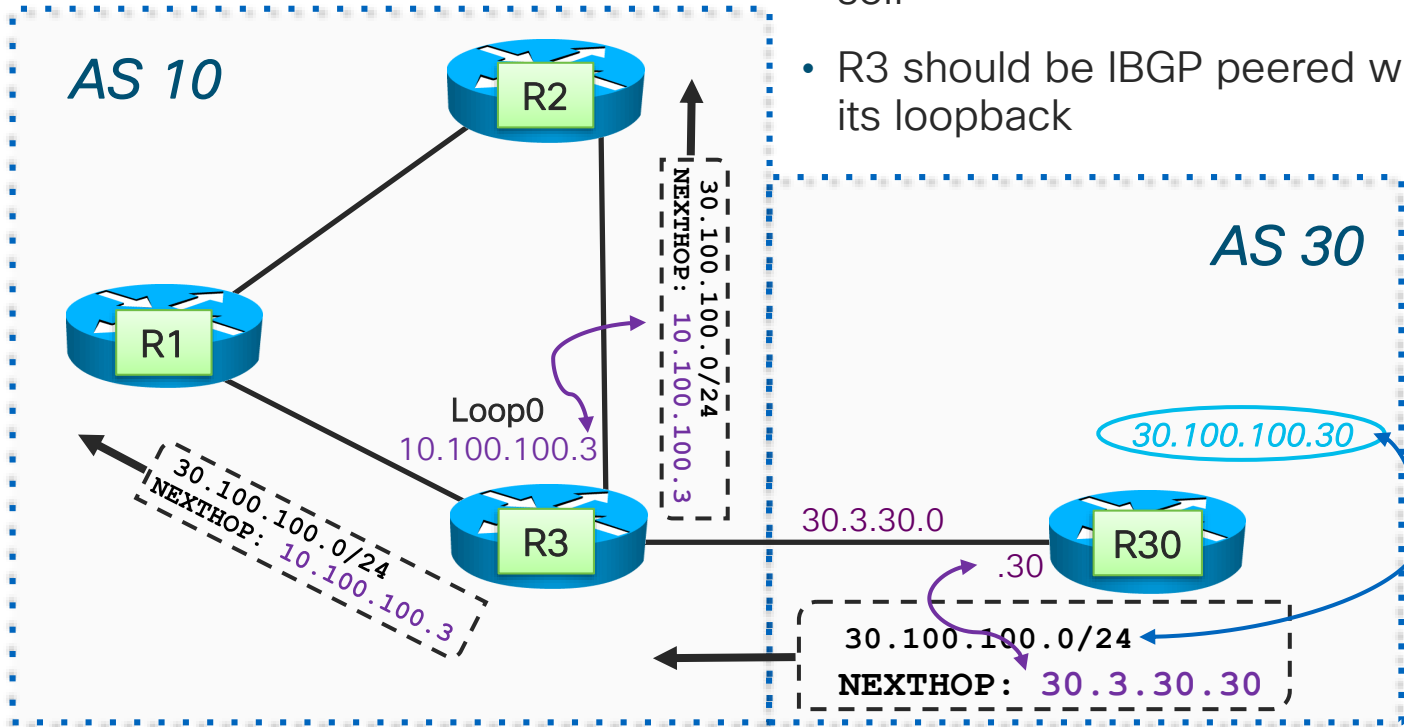 self
• R3 should be IBGP peered w
its loopback
AS 10
R2
30.100.100.0/24
NEXTHOP: 10.100.100.3
R1
Loop0
10.100.100.3
30.100.100.0/24
NEXTHOP: 10.100.100.3
R3
AS 30
30.100.100.30
30.3.30.0
.30
R30
30.100.100.0/24
NEXTHOP: 30.3.30.30